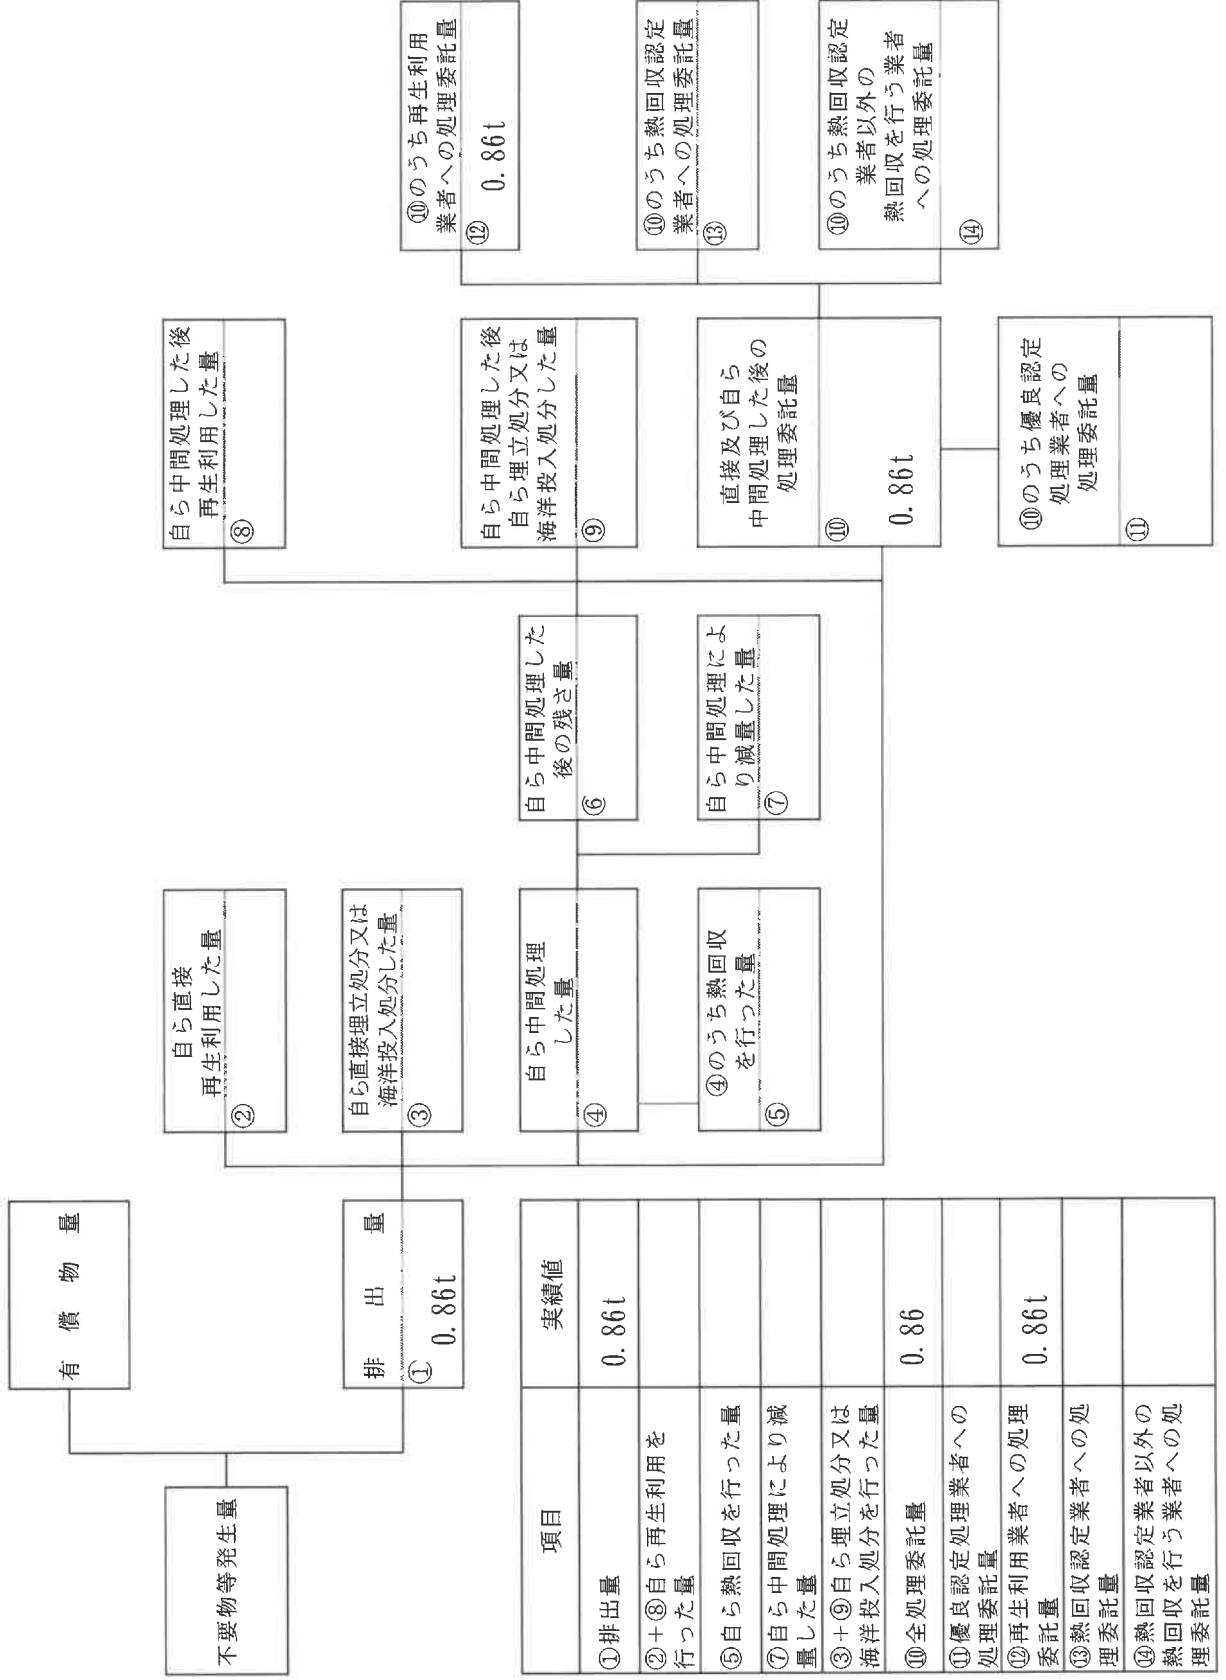 不要物等発生量
有償物量
排出量
①
0.86t
自ら直接
再生利用した量
②
自ら直接埋立処分又は
海洋投入処分した量
③
自ら中間処理
した量
④
④のうち熱回収
を行った量
⑤
自ら中間処理した
後の残さ量
⑥
自ら中間処理によ
り減量した量
⑦
自ら中間処理した後
再生利用した量
⑧
自ら中間処理した後
自ら埋立処分又は
海洋投入処分した量
⑨
直接及び自ら
中間処理した後の
処理委託量
⑩
0.86t
⑩のうち優良認定
処理業者への
処理委託量
⑪
⑩のうち再生利用
業者への処理委託量
⑫ 0.86t
⑩のうち熱回収認定
業者への処理委託量
⑬
⑩のうち熱回収認定
業者以外の
熱回収を行う業者
への処理委託量
⑭
項目 実績値
①排出量 0.86t
②+⑧自ら再生利用を
行った量
⑤自ら熱回収を行った量
⑦自ら中間処理により減
量した量
③+⑨自ら埋立処分又は
海洋投入処分を行った量
⑩全処理委託量 0.86
⑪優良認定処理業者への
処理委託量
⑫再生利用業者への処理
委託量 0.86t
⑬熱回収認定業者への処
理委託量
⑭熱回収認定業者以外の
熱回収を行う業者への処
理委託量